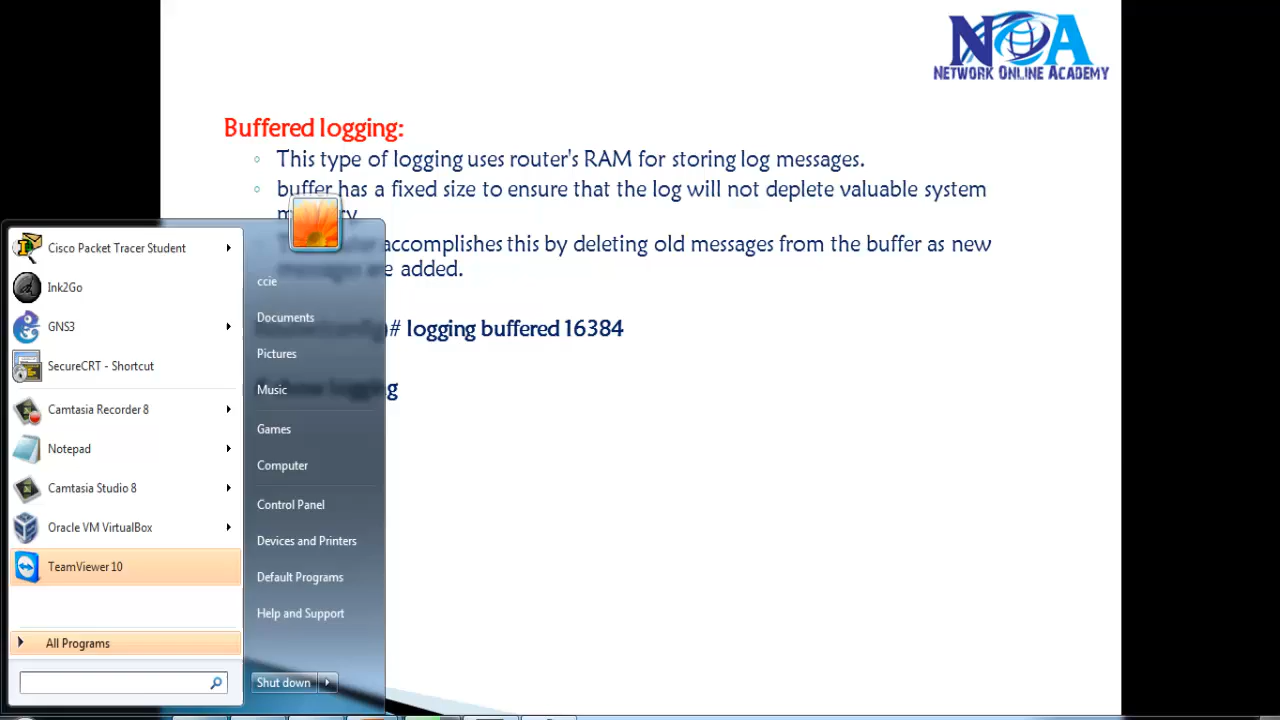 NOA
NETWORK ONLINE ACADEMY
Buffered logging:
This type of logging uses router's RAM for storing log messages.
buffer has a fixed size to ensure that the log will not deplete valuable system
accomplishes this by deleting old messages from the buffer as new
messages are added.
# logging buffered 16384
logging
Cisco Packet Tracer Student
Ink2Go
GNS3
SecureCRT - Shortcut
Camtasia Recorder 8
Notepad
Camtasia Studio 8
Oracle VM VirtualBox
TeamViewer 10
All Programs
ccie
Documents
Pictures
Music
Games
Computer
Control Panel
Devices and Printers
Default Programs
Help and Support
Shut down